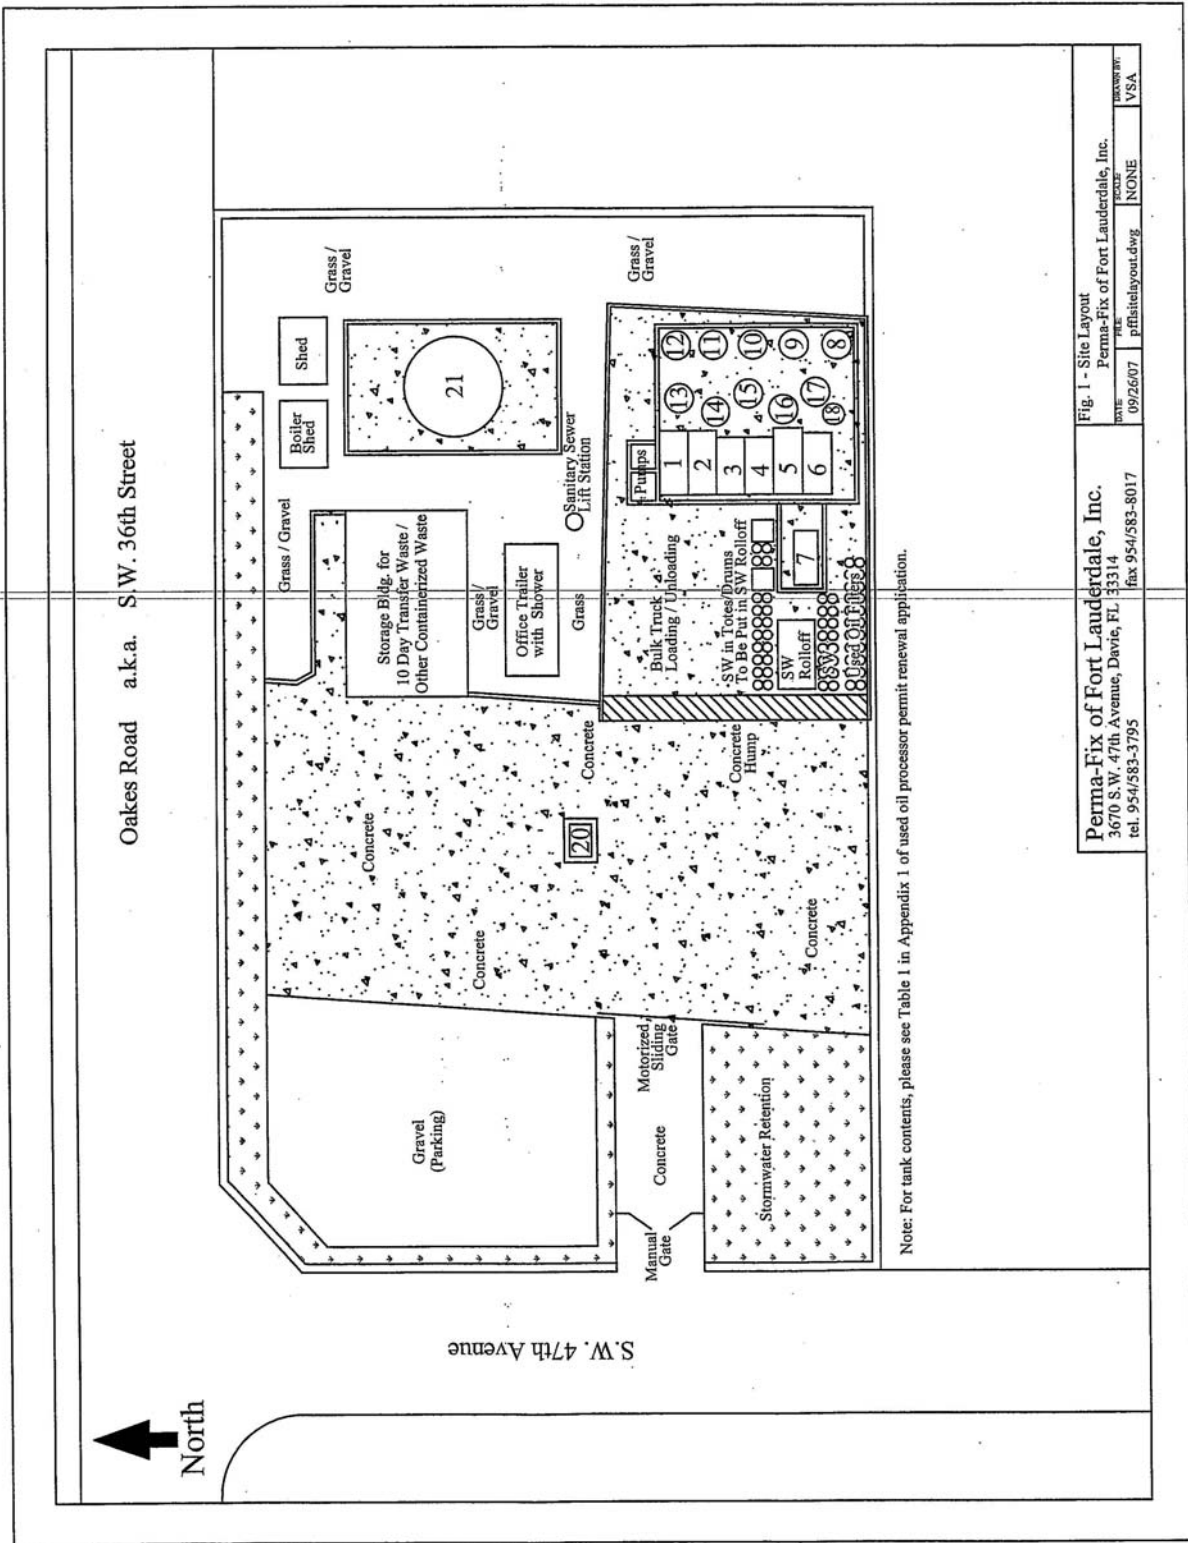 Oakes Road a.k.a. S.W. 36th Street
North
S.W. 47th Avenue
Grass / Gravel
Boiler
Shed
Shed
Grass /
Gravel
21
Storage Bldg. for
10 Day Transfer Waste /
Other Containerized Waste
Grass /
Gravel
Office Trailer
with Shower
Grass
Sanitary Sewer
Lift Station
Grass /
Gravel
Gravel
(Parking)
Concrete
Concrete
Concrete
20
Concrete
Hump
Concrete
Manual
Gate
Concrete
Motorized
Sliding
Gate
Stormwater Retention
Bulk Truck
Loading / Unloading
SW in Totes/Drums
To Be Put in SW Rolloff
SW
Rolloff
SW
Used Oil Filters
7
Pumps
1
2
3
4
5
6
13
14
15
16
17
18
12
11
10
9
8
Note: For tank contents, please see Table 1 in Appendix 1 of used oil processor permit renewal application.
Perma-Fix of Fort Lauderdale, Inc.
3670 S.W. 47th Avenue, Davie, FL 33314
tel. 954/583-3795 fax 954/583-8017
Fig. 1 - Site Layout
Perma-Fix of Fort Lauderdale, Inc.
DATE: FILE: SCALE: DRAWN BY:
09/26/07 pfflsitelayout.dwg NONE VSA